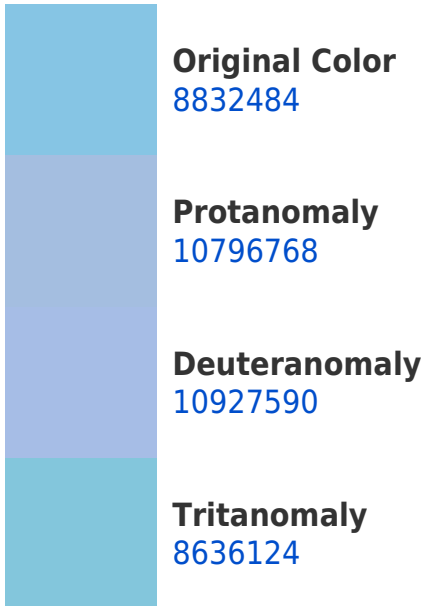 Original Color
8832484
Protanomaly
10796768
Deuteranomaly
10927590
Tritanomaly
8636124